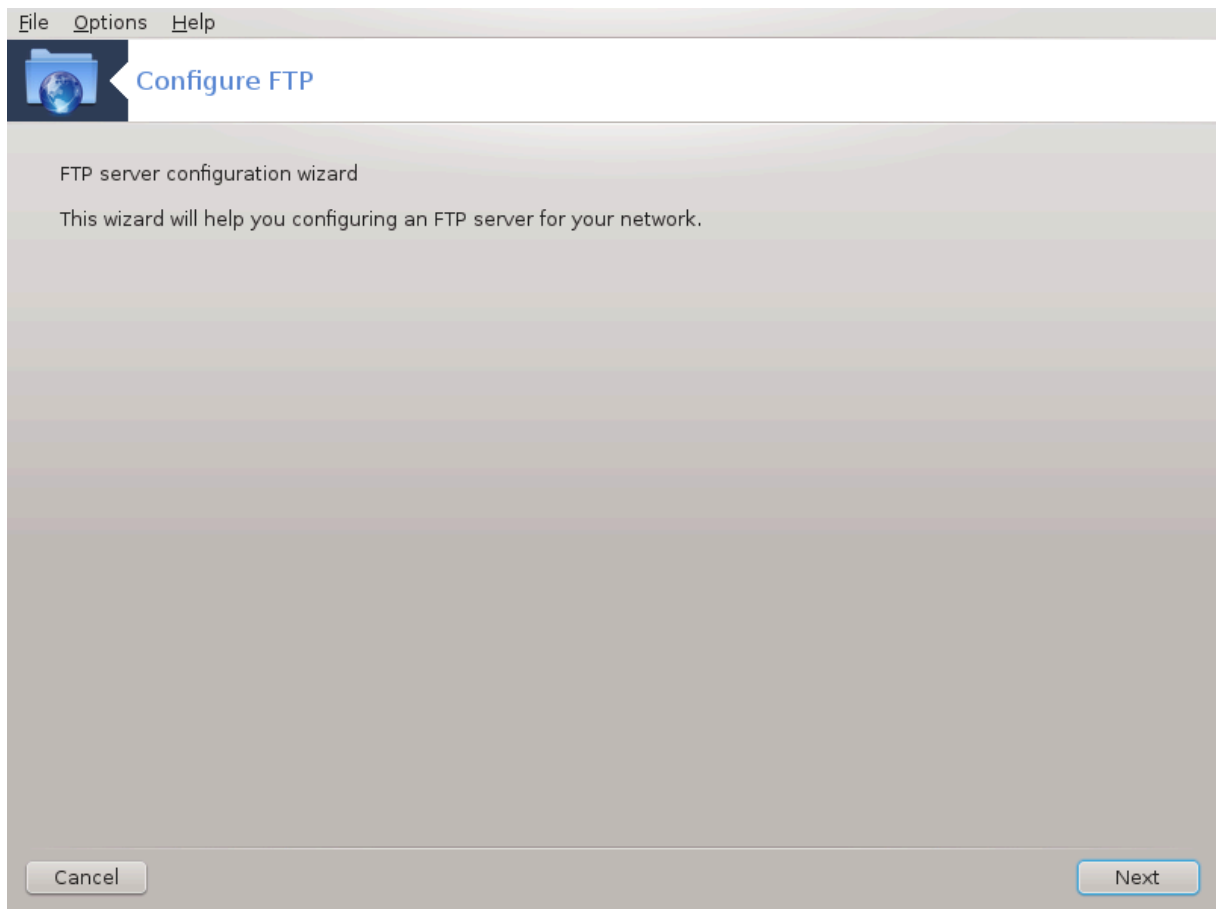 File Options Help
Configure FTP
FTP server configuration wizard
This wizard will help you configuring an FTP server for your network.
Cancel Next